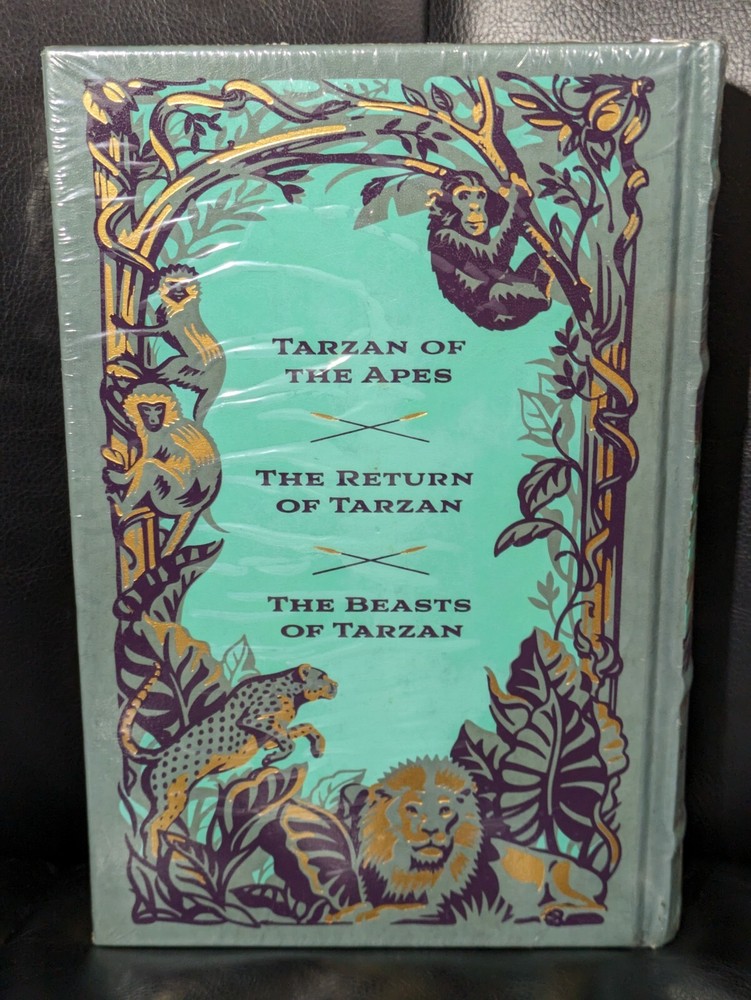 TARZAN OF
THE APES
THE RETURN
OF TARZAN
THE BEASTS
OF TARZAN